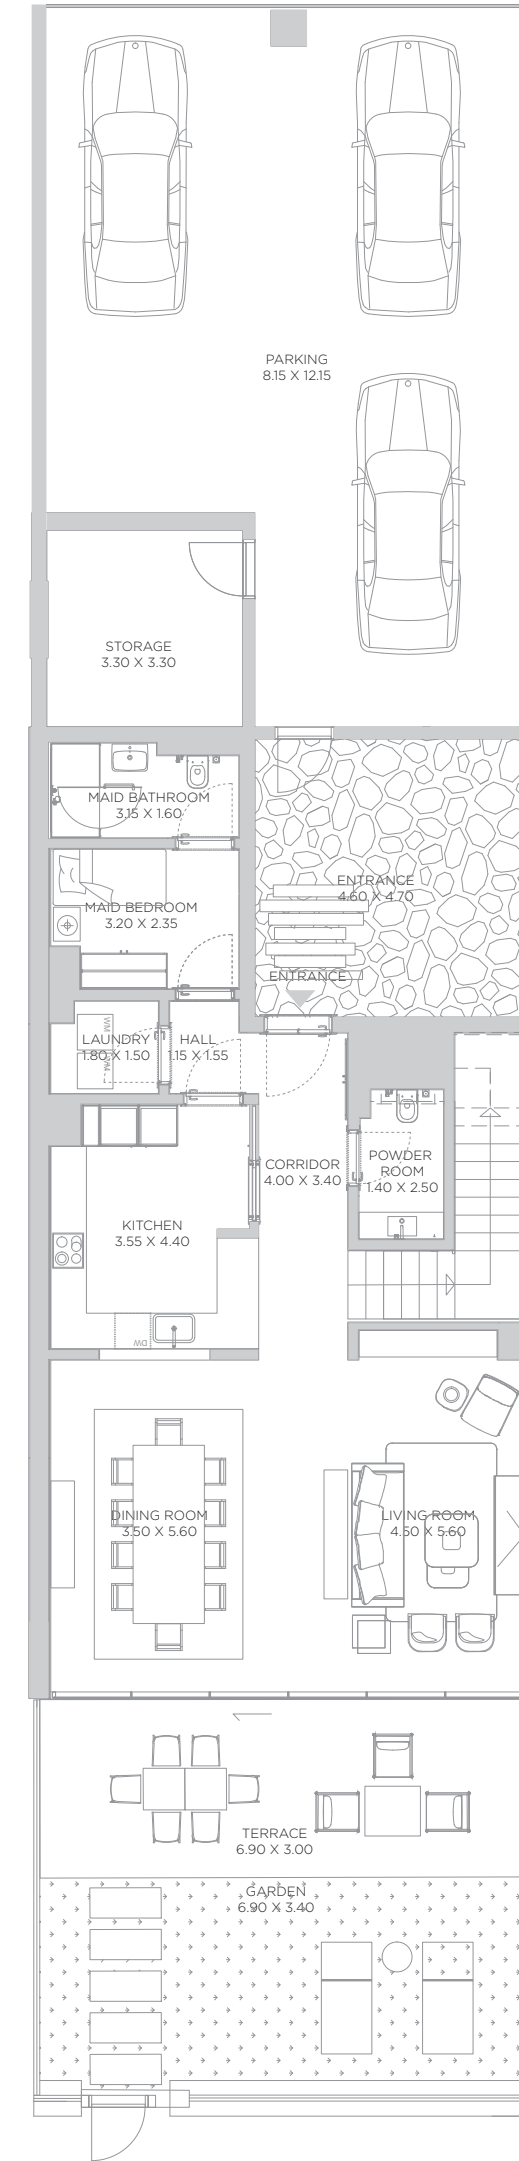 PARKING
8.15 X 12.15
STORAGE
3.30 X 3.30
MAID BATHROOM
3.15 X 1.60
MAID BEDROOM
3.20 X 2.35
ENTRANCE
4.60 X 4.70
ENTRANCE
WM
LAUNDRY
1.80 X 1.50
HALL
1.15 X 1.55
CORRIDOR
4.00 X 3.40
POWDER
ROOM
1.40 X 2.50
KITCHEN
3.55 X 4.40
DW
DINING ROOM
3.50 X 5.60
LIVING ROOM
4.50 X 5.60
TERRACE
6.90 X 3.00
GARDEN
6.90 X 3.40